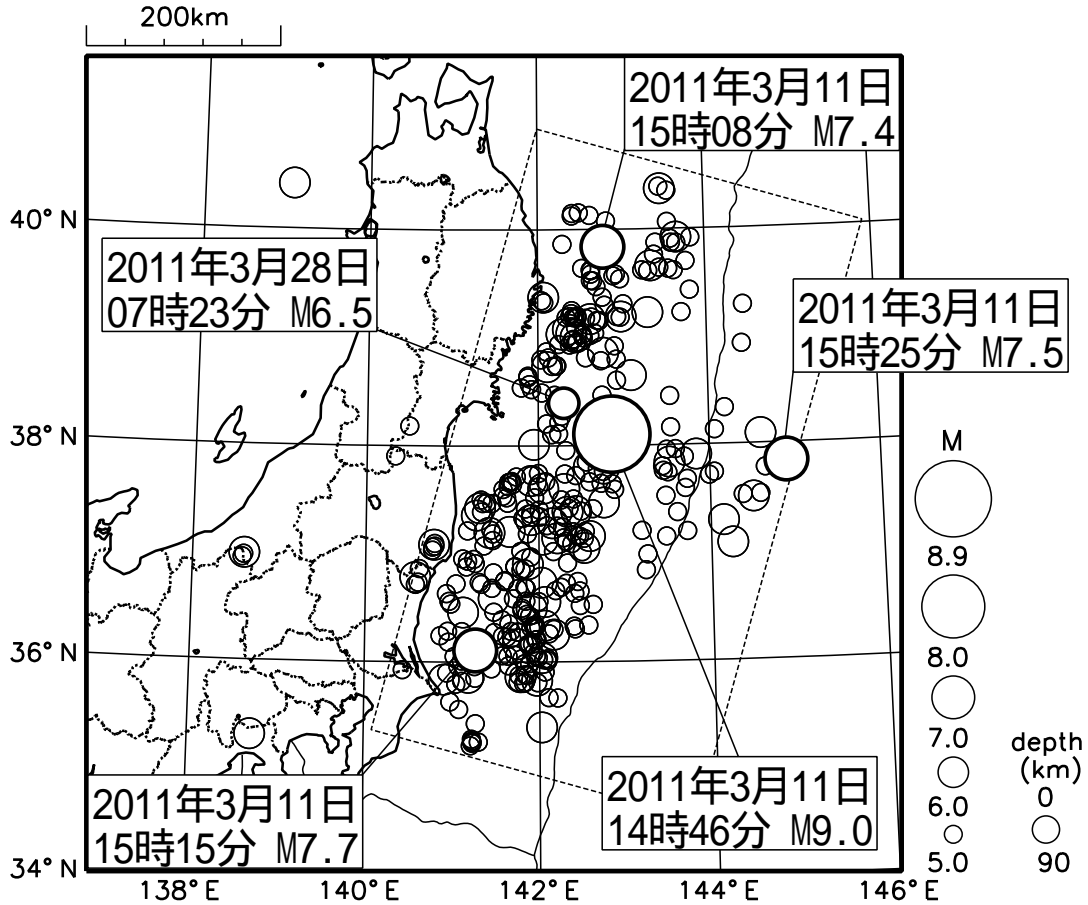 200km
2011年3月11日
15時08分 M7.4
40°N
2011年3月28日
07時23分 M6.5
2011年3月11日
15時25分 M7.5
38°N
M
8.9
8.0
7.0
6.0
5.0
depth
(km)
0
90
36°N
2011年3月11日
15時15分 M7.7
2011年3月11日
14時46分 M9.0
34°N
138°E
140°E
142°E
144°E
146°E